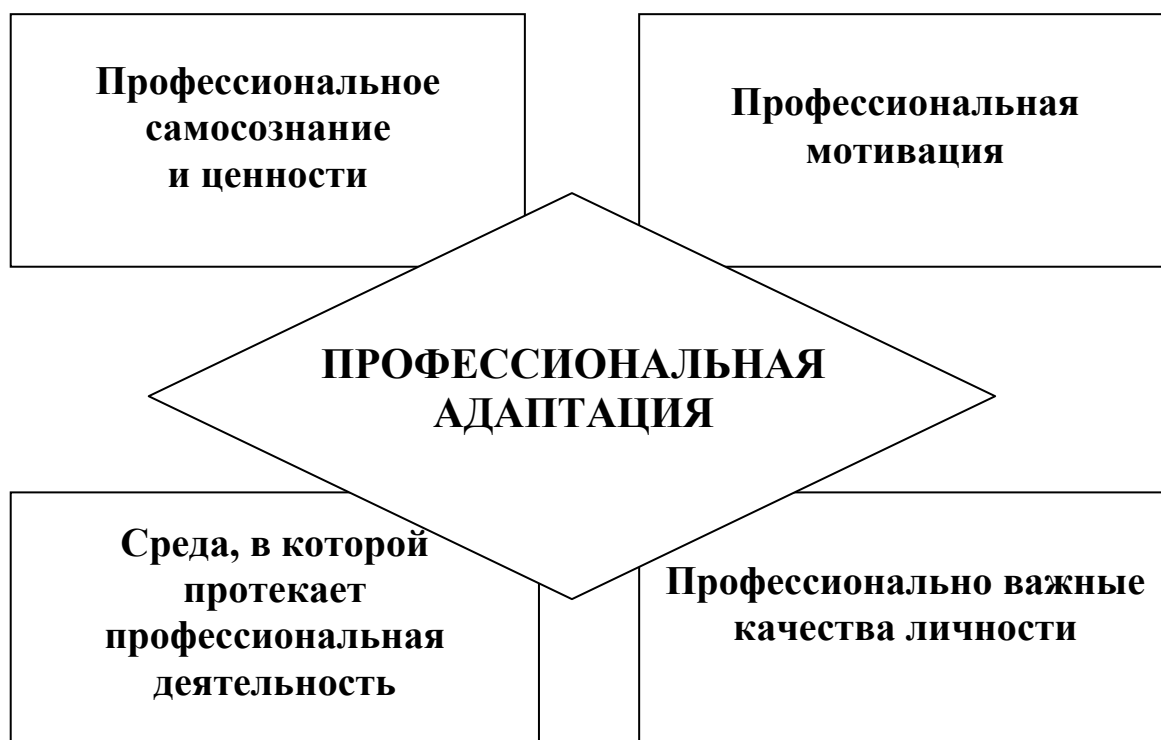 Профессиональное
самосознание
и ценности
Профессиональная
мотивация
ПРОФЕССИОНАЛЬНАЯ
АДАПТАЦИЯ
Среда, в которой
протекает
профессиональная
деятельность
Профессионально важные
качества личности